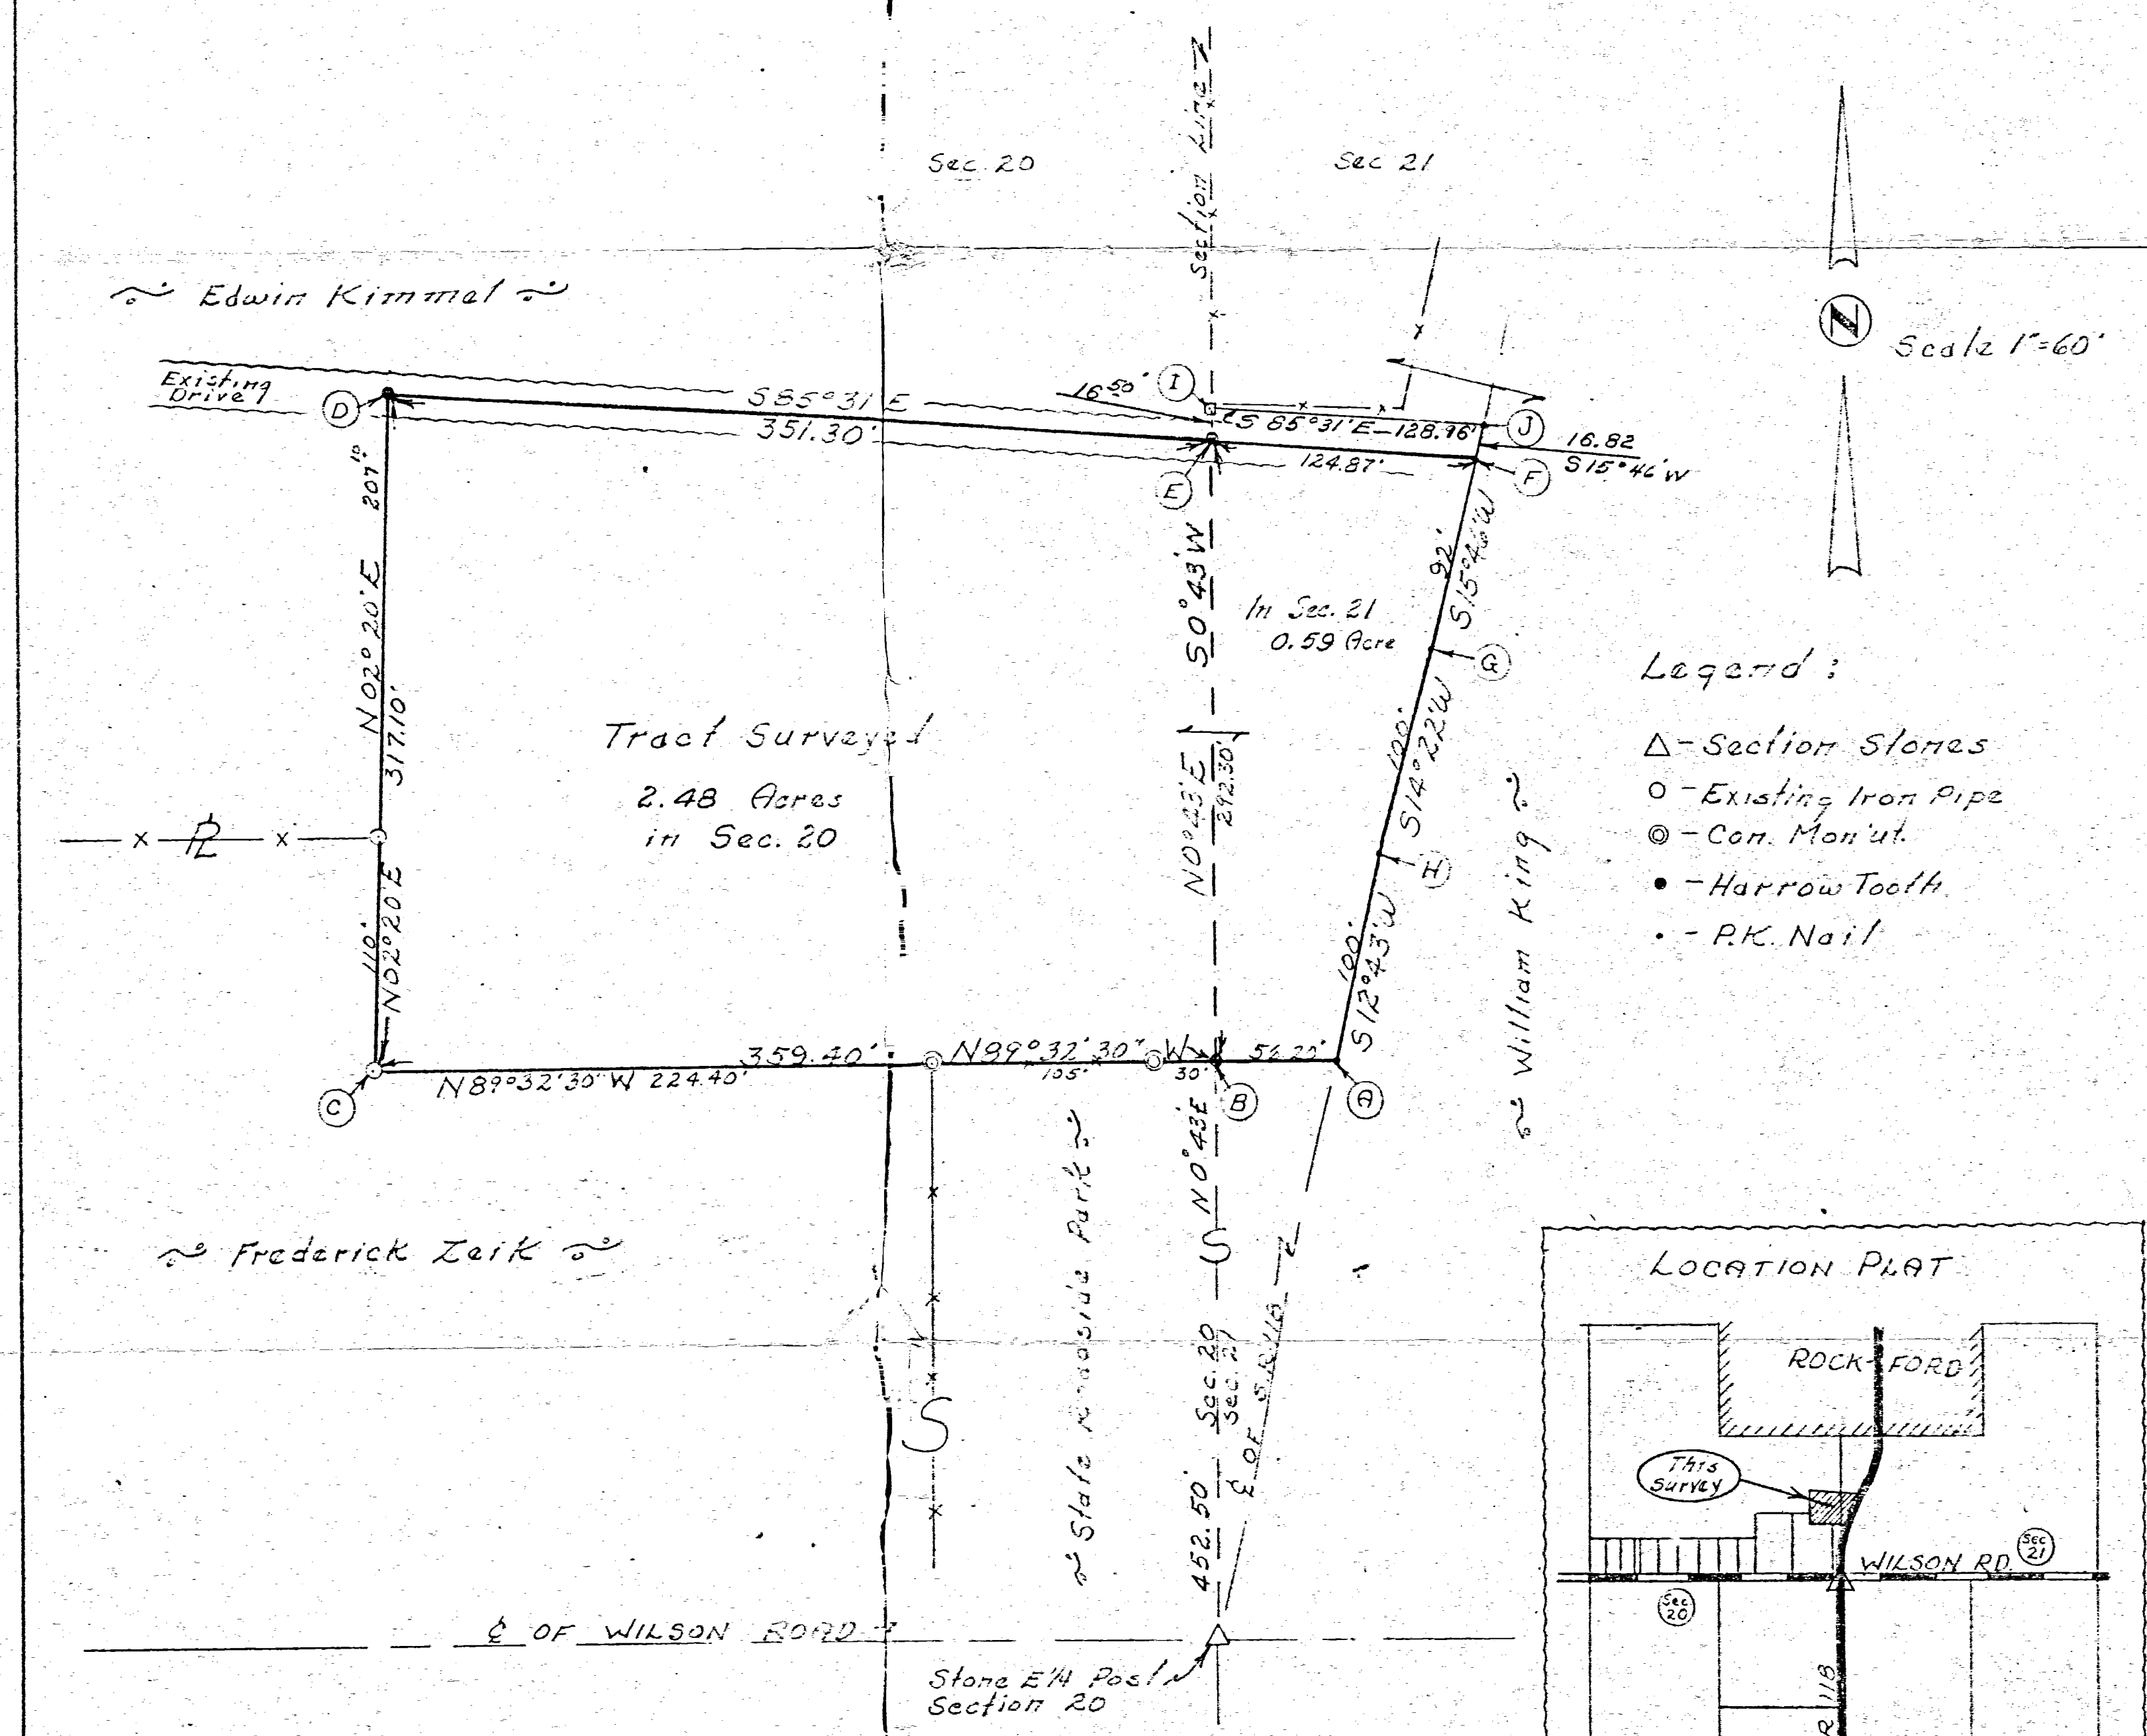 Section Line
Sec. 20
Sec 21
Edwin Kimmel
N
Scale 1"=60'
Existing
Drive
D
S85°31'E
351.30'
16.50'
I
S 85°31'E-128.96'
J
16.82
S15°46'W
124.87'
F
E
207.10
N02°20'E
317.10'
S0°43'W
N0°43'E
292.30'
92'
S15°46'W
In Sec. 21
0.59 Acre
G
100'
S14°22'W
H
100'
S12°43'W
William King
Legend:
△-Section Stones
○-Existing Iron Pipe
◎-Con. Mon'ut.
●-Harrow Tooth
•-P.K. Nail
Tract Surveyed
2.48 Acres
in Sec. 20
x PL x
110'
N02°20'E
359.40'
N89°32'30"W
N89°32'30"W 224.40'
105'
30'
C
B
A
Frederick Zeik
State Roadside Park
N0°43'E
Sec. 20
Sec. 21
452.50'
℄ OF S.R. 118
℄ OF WILSON ROAD
Stone E¼ Post
Section 20
LOCATION PLAT
ROCK FORD
This
Survey
WILSON RD.
Sec
21
Sec
20
R 118